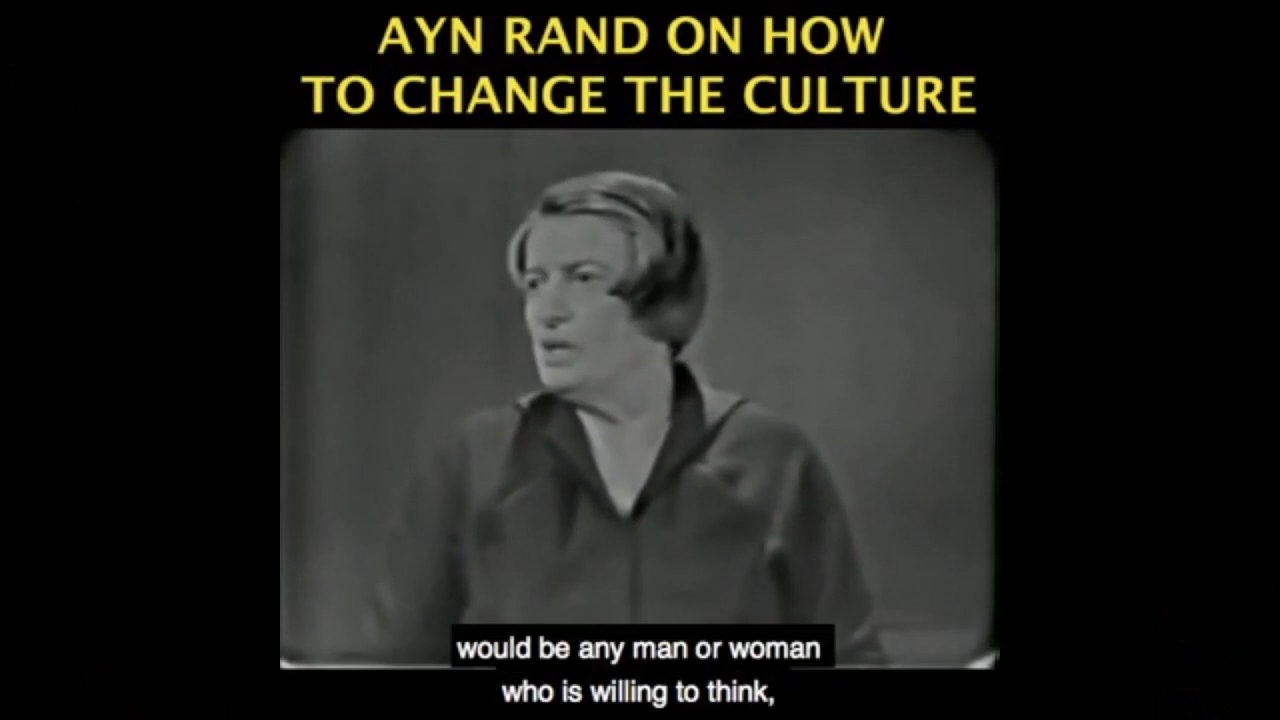 AYN RAND ON HOW
TO CHANGE THE CULTURE
would be any man or woman
who is willing to think,